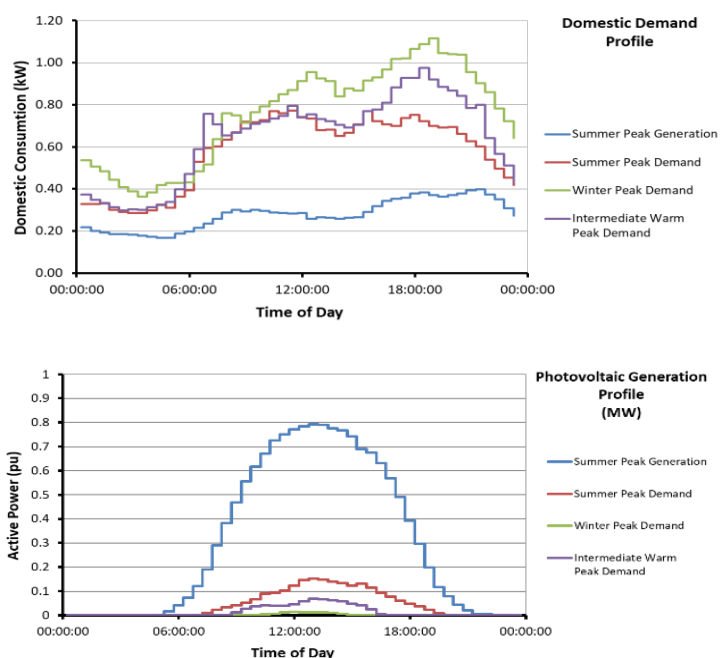 Domestic Demand
Profile
Domestic Consumtion (kW)
1.20
1.00
0.80
0.60
0.40
0.20
0.00
00:00:00 06:00:00 12:00:00 18:00:00 00:00:00
Time of Day
Summer Peak Generation
Summer Peak Demand
Winter Peak Demand
Intermediate Warm
Peak Demand
Photovoltaic Generation
Profile
(MW)
Active Power (pu)
1
0.9
0.8
0.7
0.6
0.5
0.4
0.3
0.2
0.1
0
00:00:00 06:00:00 12:00:00 18:00:00 00:00:00
Time of Day
Summer Peak Generation
Summer Peak Demand
Winter Peak Demand
Intermediate Warm
Peak Demand